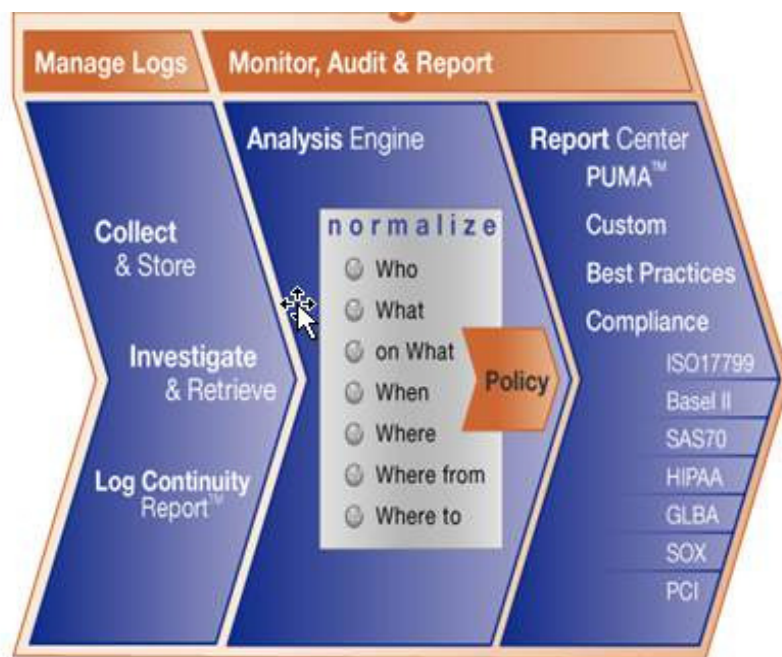 Manage Logs
Monitor, Audit & Report
Collect
& Store
Investigate
& Retrieve
Log Continuity
Report™
Analysis Engine
normalize
Who
What
on What
When
Where
Where from
Where to
Policy
Report Center
PUMA™
Custom
Best Practices
Compliance
ISO17799
Basel II
SAS70
HIPAA
GLBA
SOX
PCI